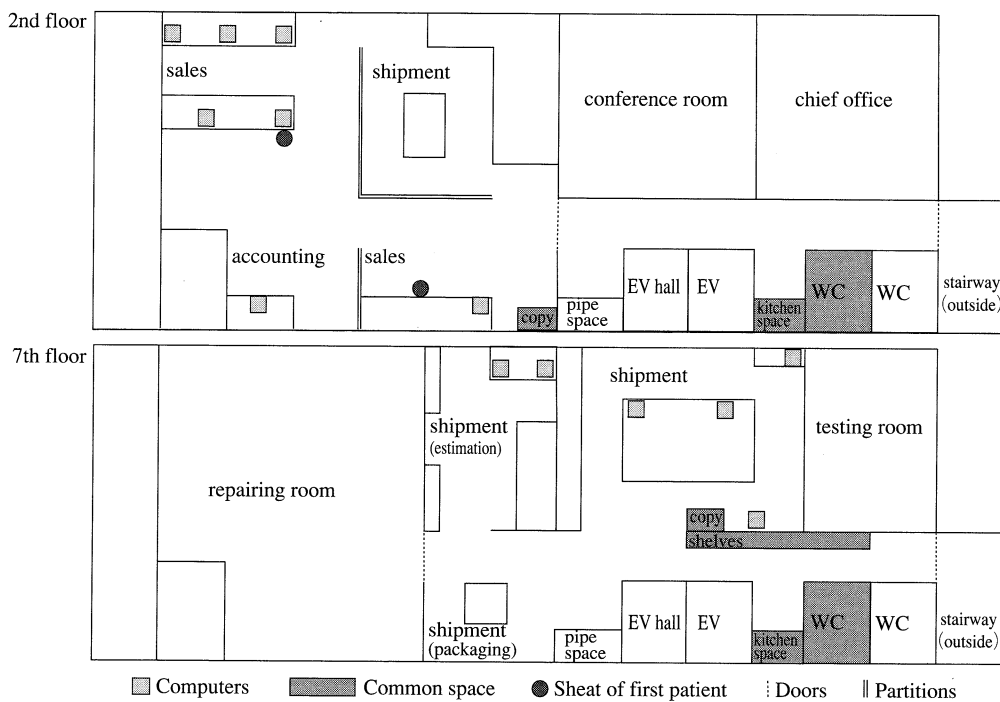 2nd floor
sales
shipment
conference room
chief office
accounting
sales
EV hall
EV
WC
WC
stairway
(outside)
copy
pipe
space
kitchen
space
7th floor
shipment
shipment
(estimation)
testing room
repairing room
copy
shelves
EV hall
EV
WC
WC
stairway
(outside)
shipment
(packaging)
pipe
space
kitchen
space
Computers
Common space
Sheat of first patient
Doors
Partitions